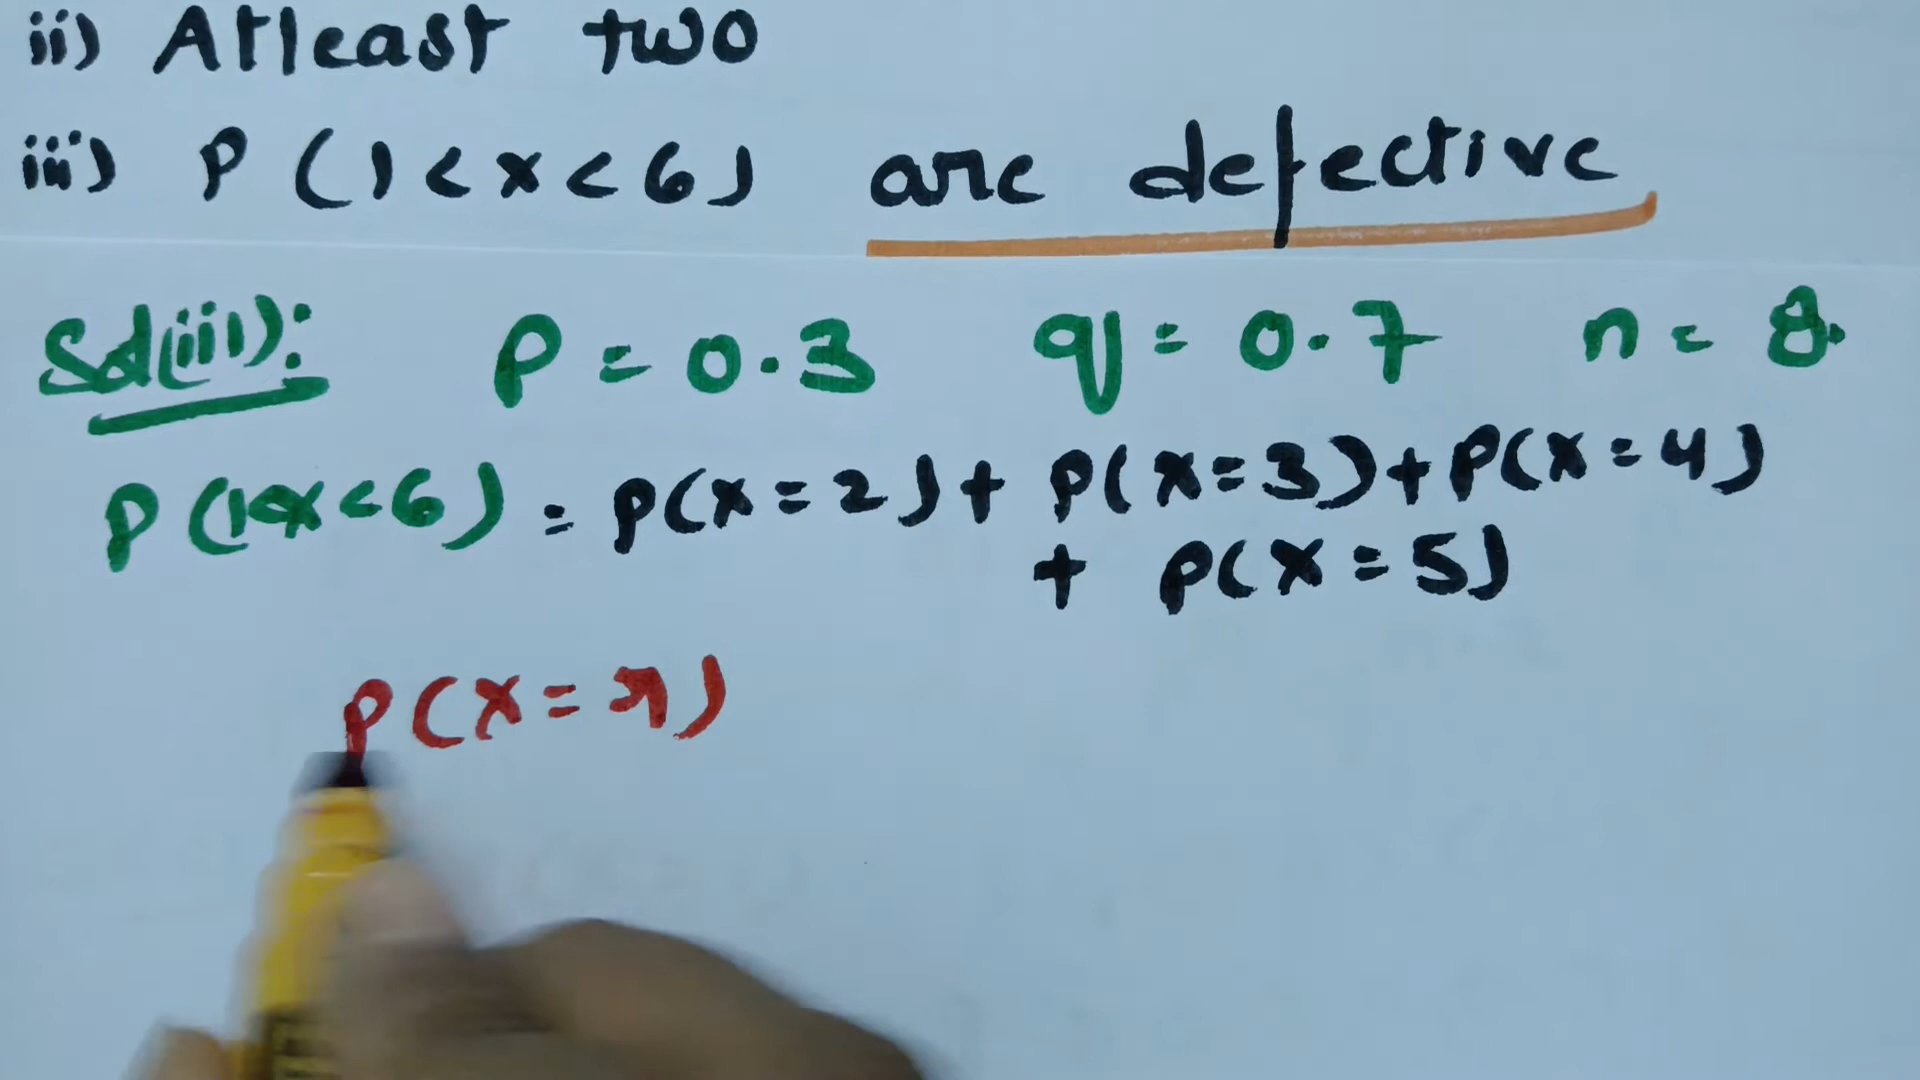 ii) Atleast two
iii) P(1<x<6) are defective
Sol(iii): P = 0.3 q = 0.7 n = 8.
P(1<x<6) = P(x=2) + P(x=3) + P(x=4)
+ P(x=5)
P(x=r)